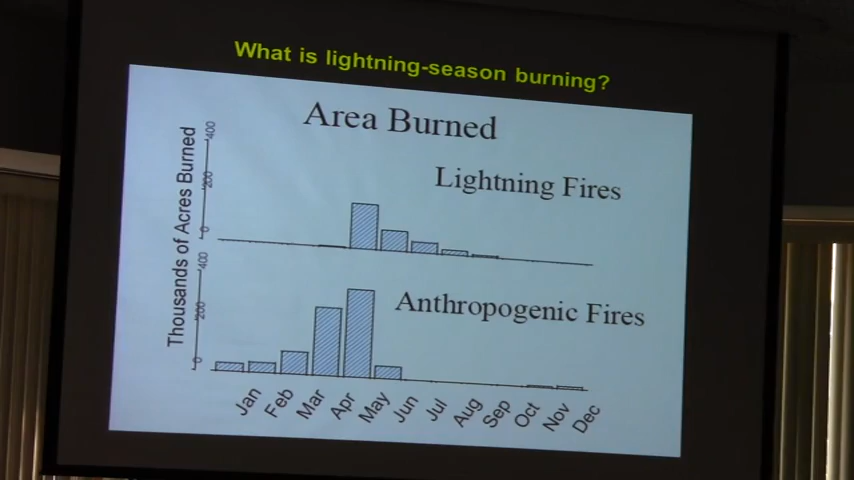 What is lightning-season burning?
Area Burned
Lightning Fires
Anthropogenic Fires
Thousands of Acres Burned
400
200
0
400
200
0
Jan
Feb
Mar
Apr
May
Jun
Jul
Aug
Sep
Oct
Nov
Dec